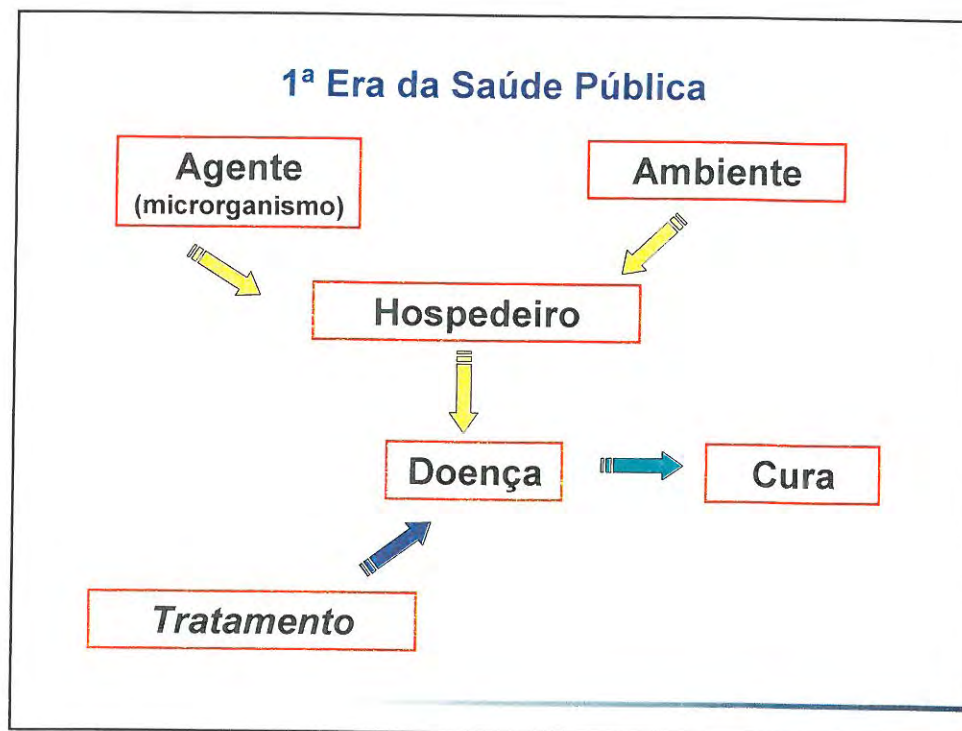 1ª Era da Saúde Pública
Agente
(microrganismo)
Ambiente
Hospedeiro
Doença
Cura
Tratamento